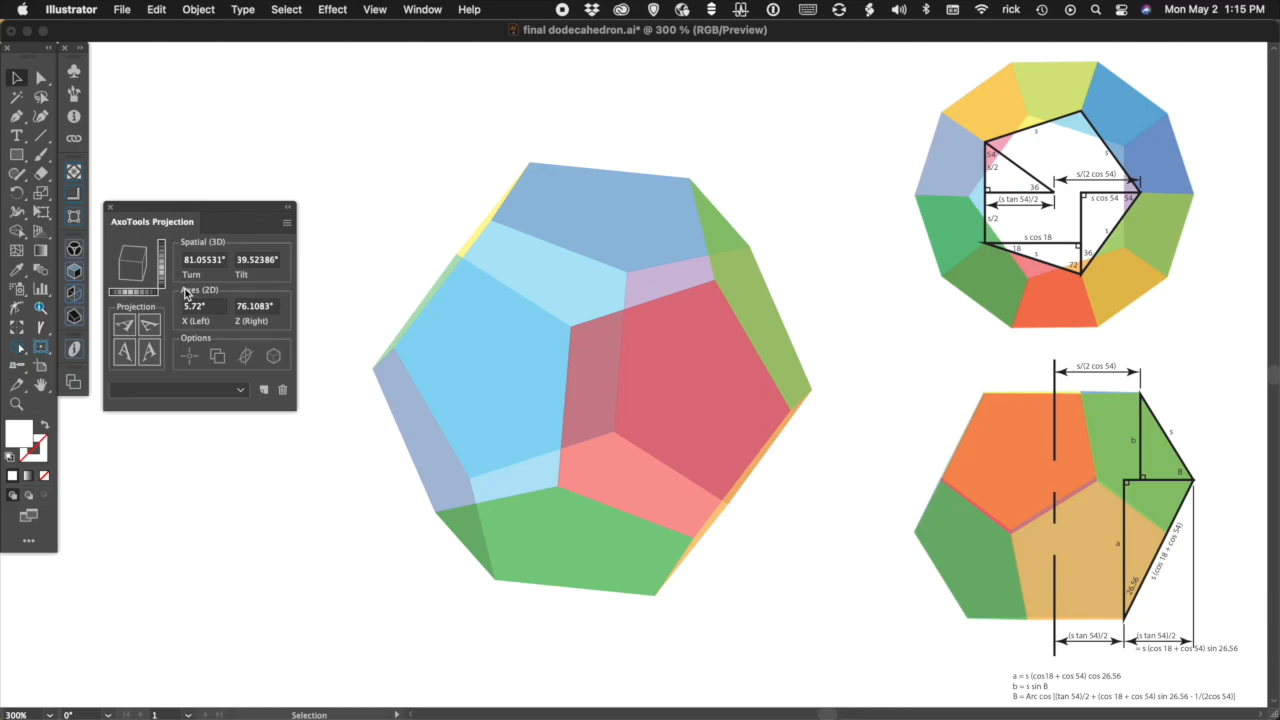 Illustrator File Edit Object Type Select Effect View Window Help rick Mon May 2 1:15 PM
final dodecahedron.ai* @ 300 % (RGB/Preview)
AxoTools Projection
Spatial (3D)
81.05531° 39.52386°
Turn Tilt
Axes (2D)
5.72° 76.1083°
X (Left) Z (Right)
Projection
Options
s
s
54
s/2
36
s/(2 cos 54)
(s tan 54)/2
s cos 54
54
s/2
s cos 18
s
18
s
36
72
s/(2 cos 54)
b
s
B
a
s (cos 18 + cos 54)
26.56
(s tan 54)/2
(s tan 54)/2
= s (cos 18 + cos 54) sin 26.56
a = s (cos18 + cos 54) cos 26.56
b = s sin B
B = Arc cos [(tan 54)/2 + (cos 18 + cos 54) sin 26.56 - 1/(2cos 54)]
300% 0° 1 Selection